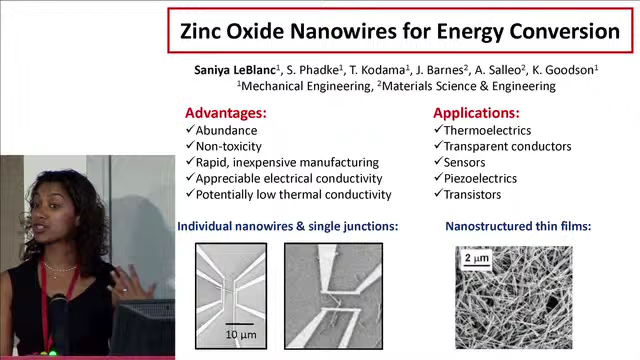 Zinc Oxide Nanowires for Energy Conversion
Saniya LeBlanc¹, S. Phadke¹, T. Kodama¹, J. Barnes², A. Salleo², K. Goodson¹
¹Mechanical Engineering, ²Materials Science & Engineering
Advantages:
✓Abundance
✓Non-toxicity
✓Rapid, inexpensive manufacturing
✓Appreciable electrical conductivity
✓Potentially low thermal conductivity
Applications:
✓Thermoelectrics
✓Transparent conductors
✓Sensors
✓Piezoelectrics
✓Transistors
Individual nanowires & single junctions:
10 µm
Nanostructured thin films:
2 µm